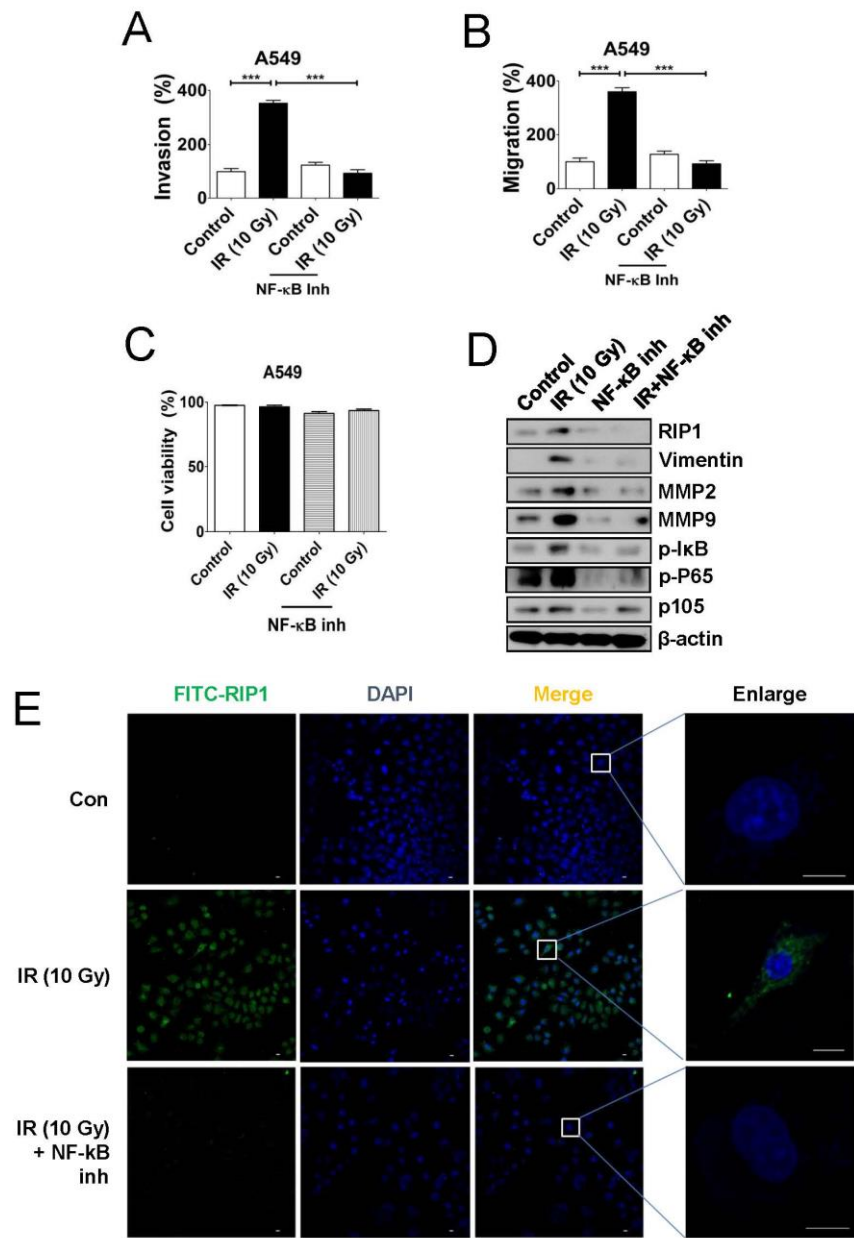 A
A549
***
***
Invasion (%)
400
200
0
Control
IR (10 Gy)
Control
IR (10 Gy)
NF-κB Inh
B
A549
***
***
Migration (%)
400
200
0
Control
IR (10 Gy)
Control
IR (10 Gy)
NF-κB Inh
C
A549
Cell viability (%)
100
50
0
Control
IR (10 Gy)
Control
IR (10 Gy)
NF-κB inh
D
Control
IR (10 Gy)
NF-κB inh
IR+NF-κB inh
RIP1
Vimentin
MMP2
MMP9
p-IκB
p-P65
p105
β-actin
E
FITC-RIP1 DAPI Merge Enlarge
Con
IR (10 Gy)
IR (10 Gy)
+ NF-kB
inh